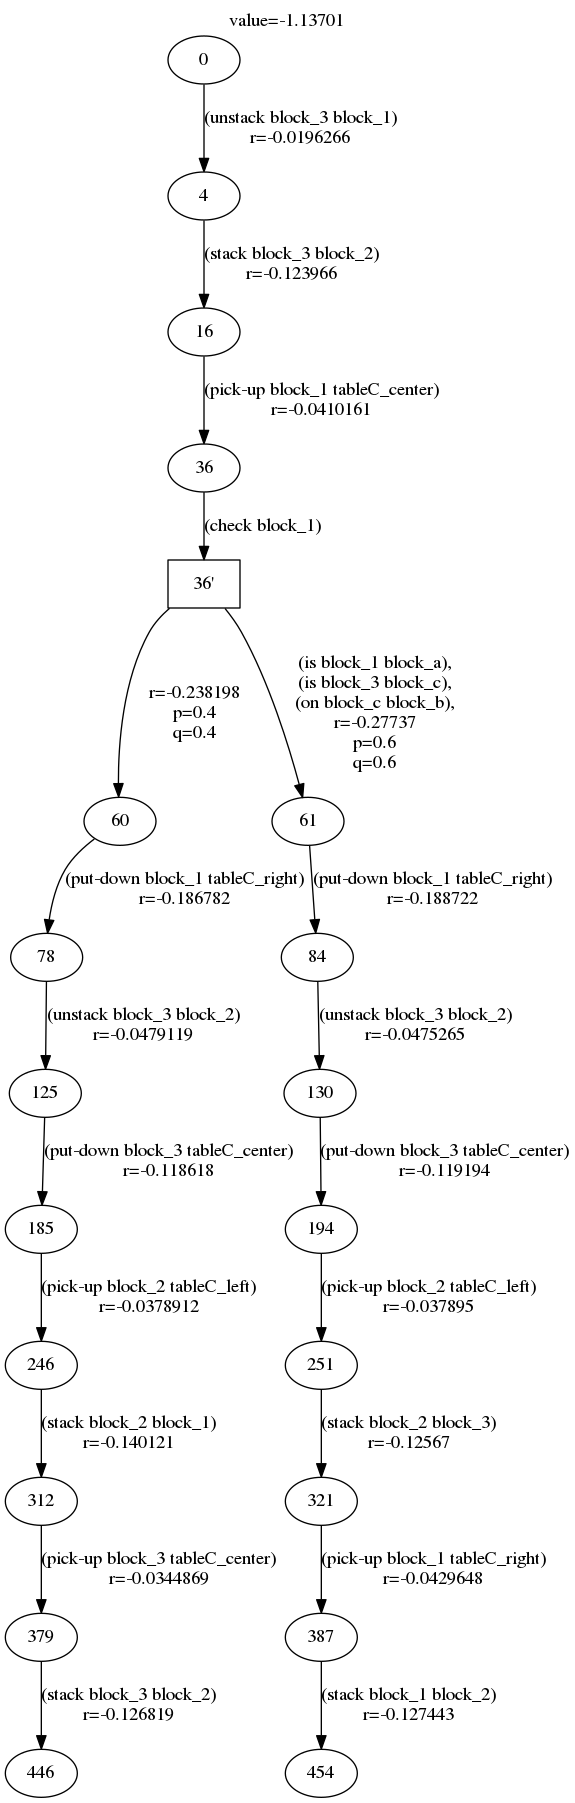 value=-1.13701
0
(unstack block_3 block_1)
r=-0.0196266
4
(stack block_3 block_2)
r=-0.123966
16
(pick-up block_1 tableC_center)
r=-0.0410161
36
(check block_1)
36'
r=-0.238198
p=0.4
q=0.4
(is block_1 block_a),
(is block_3 block_c),
(on block_c block_b),
r=-0.27737
p=0.6
q=0.6
60
61
(put-down block_1 tableC_right)
r=-0.186782
(put-down block_1 tableC_right)
r=-0.188722
78
84
(unstack block_3 block_2)
r=-0.0479119
(unstack block_3 block_2)
r=-0.0475265
125
130
(put-down block_3 tableC_center)
r=-0.118618
(put-down block_3 tableC_center)
r=-0.119194
185
194
(pick-up block_2 tableC_left)
r=-0.0378912
(pick-up block_2 tableC_left)
r=-0.037895
246
251
(stack block_2 block_1)
r=-0.140121
(stack block_2 block_3)
r=-0.12567
312
321
(pick-up block_3 tableC_center)
r=-0.0344869
(pick-up block_1 tableC_right)
r=-0.0429648
379
387
(stack block_3 block_2)
r=-0.126819
(stack block_1 block_2)
r=-0.127443
446
454